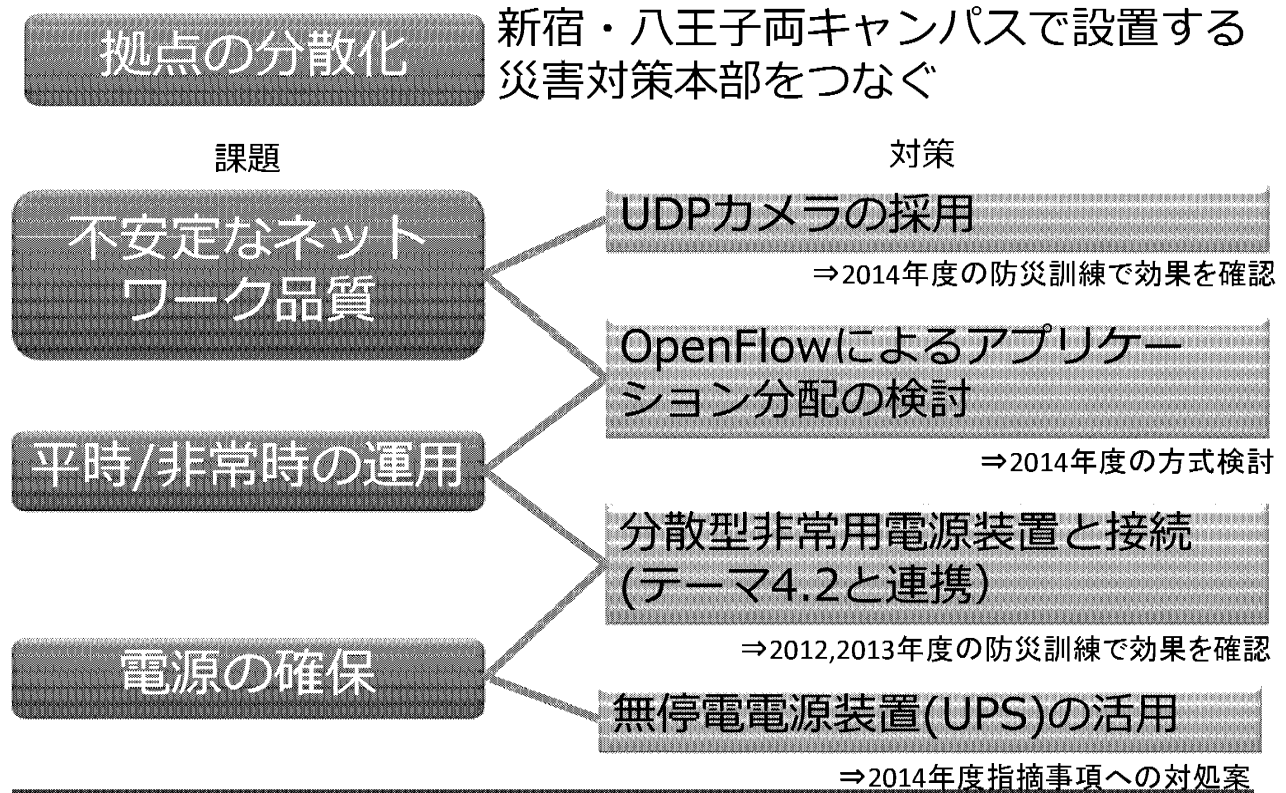 拠点の分散化
新宿・八王子両キャンパスで設置する
災害対策本部をつなぐ
課題
対策
不安定なネット
ワーク品質
UDPカメラの採用
⇒2014年度の防災訓練で効果を確認
OpenFlowによるアプリケー
ション分配の検討
⇒2014年度の方式検討
平時/非常時の運用
分散型非常用電源装置と接続
(テーマ4.2と連携)
⇒2012,2013年度の防災訓練で効果を確認
電源の確保
無停電電源装置(UPS)の活用
⇒2014年度指摘事項への対処案